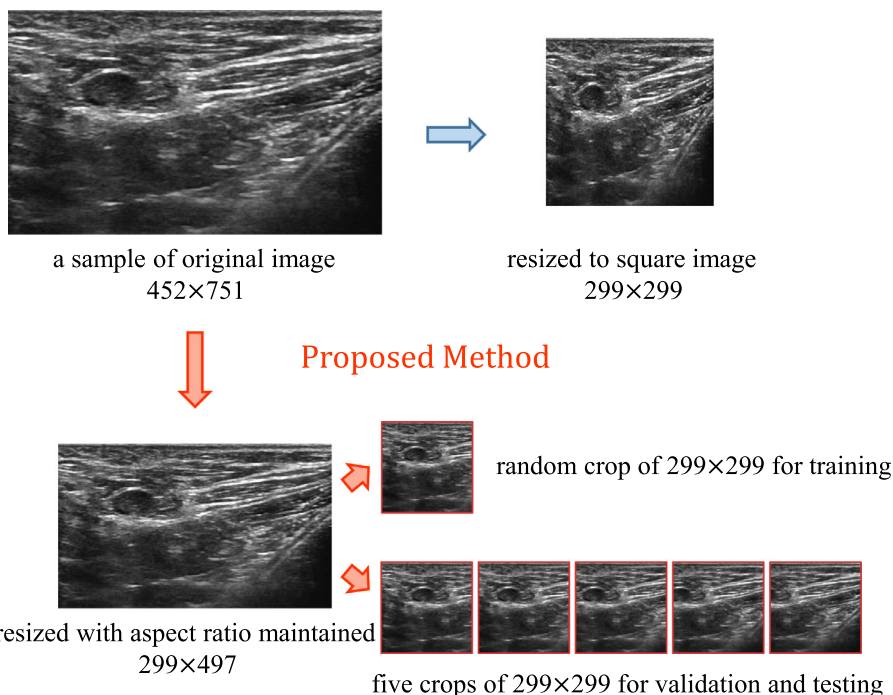 a sample of original image
452×751
resized to square image
299×299
Proposed Method
random crop of 299×299 for training
resized with aspect ratio maintained
299×497
five crops of 299×299 for validation and testing